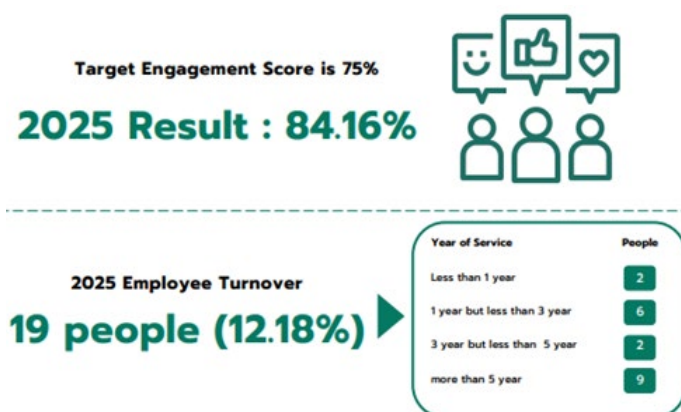 Target Engagement Score is 75%
2025 Result : 84.16%
2025 Employee Turnover
19 people (12.18%)
Year of Service People
Less than 1 year 2
1 year but less than 3 year 6
3 year but less than 5 year 2
more than 5 year 9